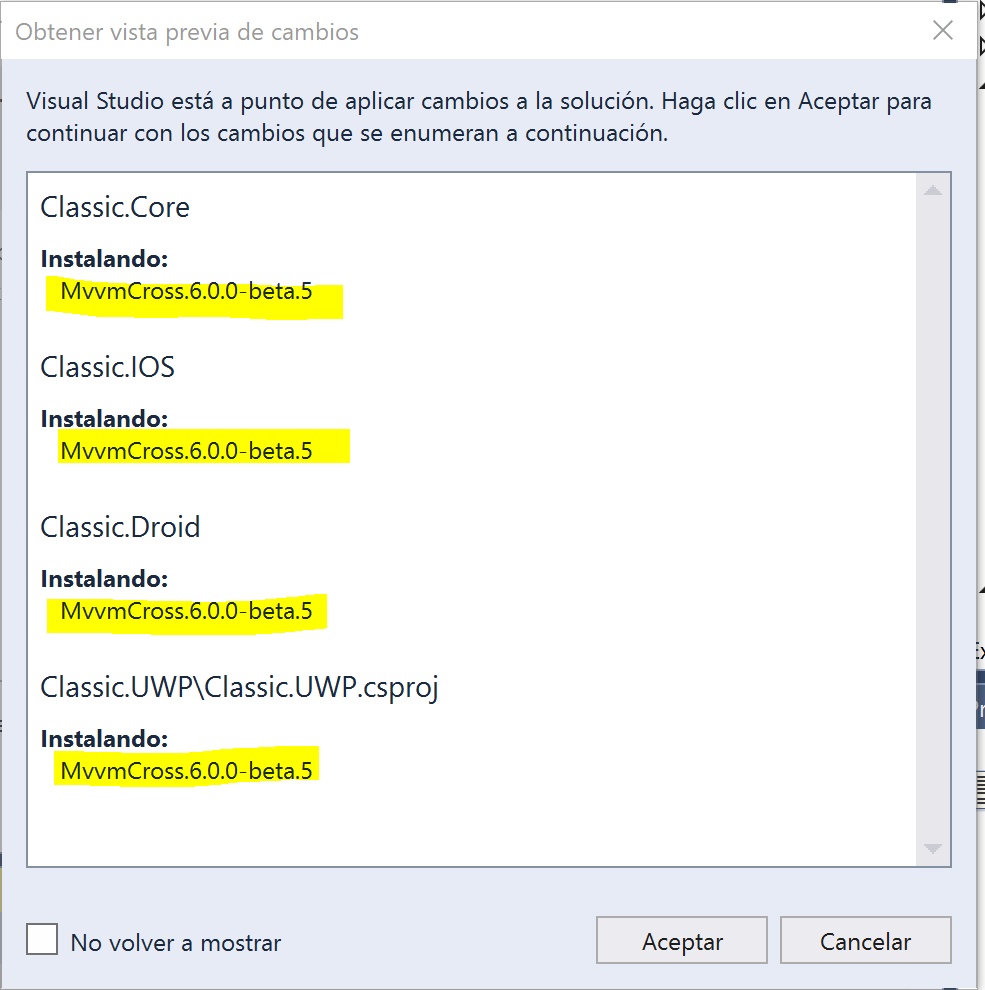 Obtener vista previa de cambios
Visual Studio está a punto de aplicar cambios a la solución. Haga clic en Aceptar para
continuar con los cambios que se enumeran a continuación.
Classic.Core
Instalando:
MvvmCross.6.0.0-beta.5
Classic.IOS
Instalando:
MvvmCross.6.0.0-beta.5
Classic.Droid
Instalando:
MvvmCross.6.0.0-beta.5
Classic.UWP\Classic.UWP.csproj
Instalando:
MvvmCross.6.0.0-beta.5
No volver a mostrar
Aceptar
Cancelar